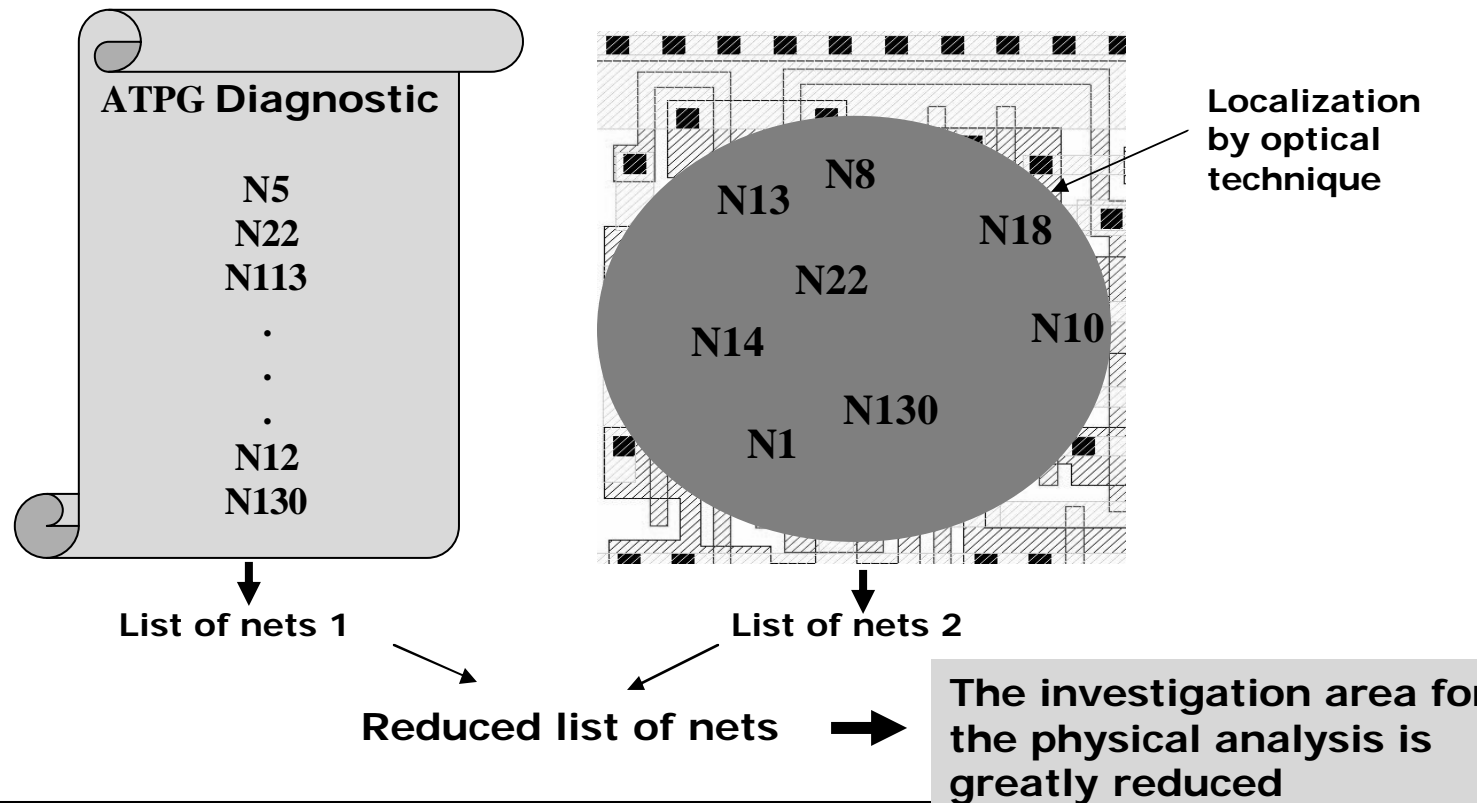 ATPG Diagnostic
N5
N22
N113
.
.
.
N12
N130
List of nets 1
N8
N13
N18
N22
N10
N14
N130
N1
Localization
by optical
technique
List of nets 2
Reduced list of nets
The investigation area for
the physical analysis is
greatly reduced